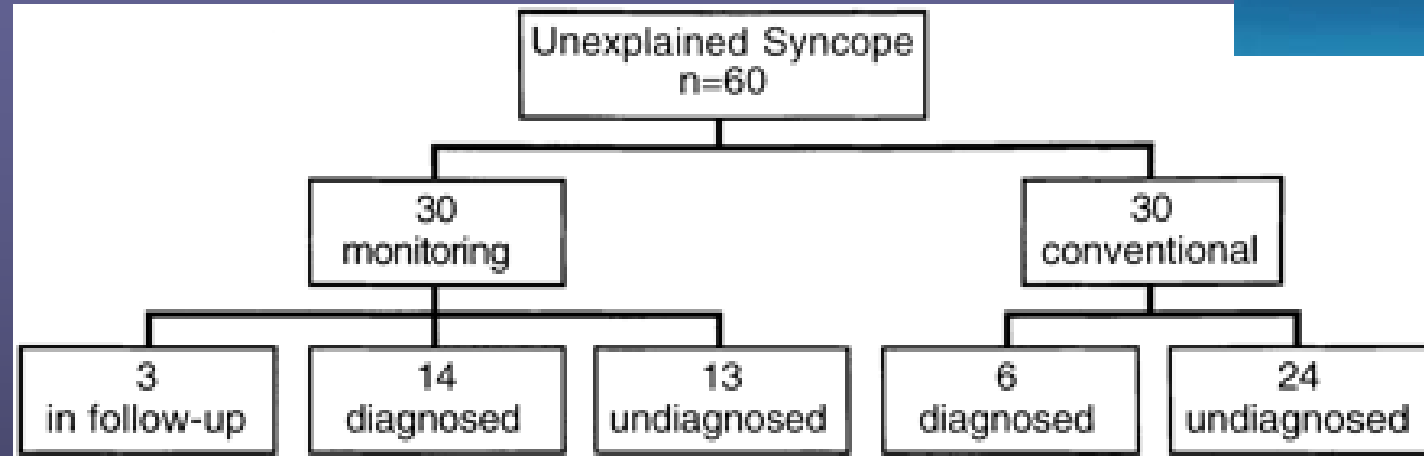 Unexplained Syncope
n=60
30
monitoring
30
conventional
3
in follow-up
14
diagnosed
13
undiagnosed
6
diagnosed
24
undiagnosed